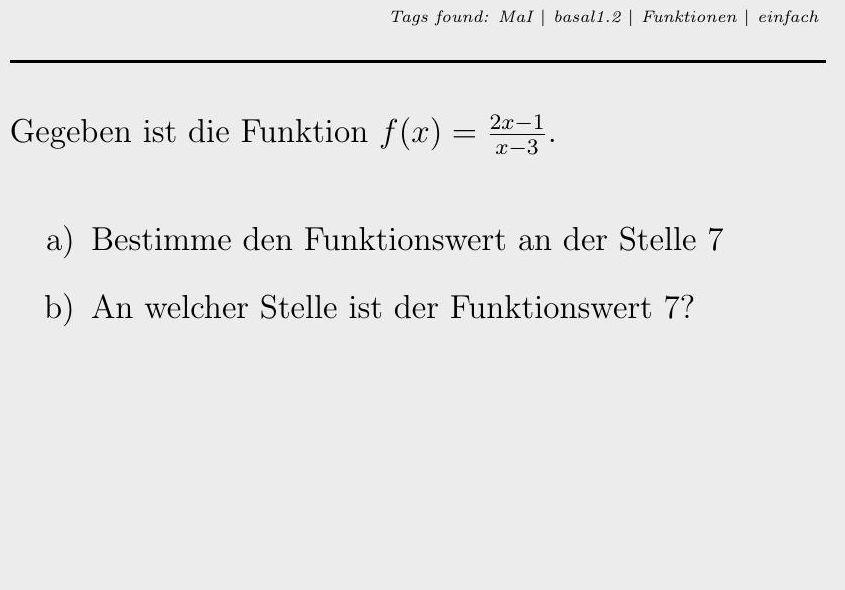 Tags found: MaI | basal1.2 | Funktionen | einfach
Gegeben ist die Funktion f(x) = \frac{2x-1}{x-3}.
a) Bestimme den Funktionswert an der Stelle 7
b) An welcher Stelle ist der Funktionswert 7?